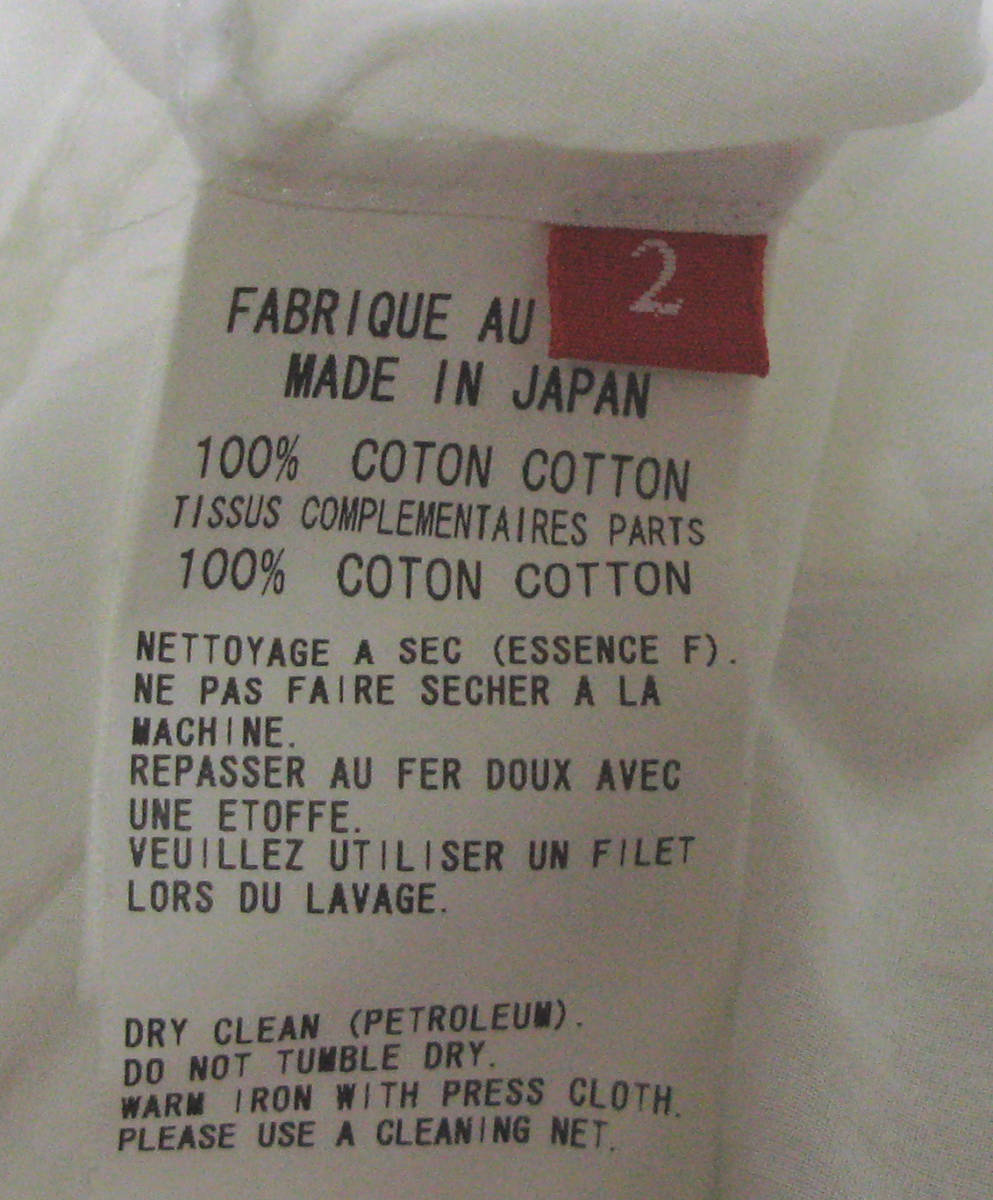 2
FABRIQUE AU
MADE IN JAPAN
100% COTON COTTON
TISSUS COMPLEMENTAIRES PARTS
100% COTON COTTON
NETTOYAGE A SEC (ESSENCE F).
NE PAS FAIRE SECHER A LA
MACHINE.
REPASSER AU FER DOUX AVEC
UNE ETOFFE.
VEUILLEZ UTILISER UN FILET
LORS DU LAVAGE.
DRY CLEAN (PETROLEUM).
DO NOT TUMBLE DRY.
WARM IRON WITH PRESS CLOTH.
PLEASE USE A CLEANING NET.